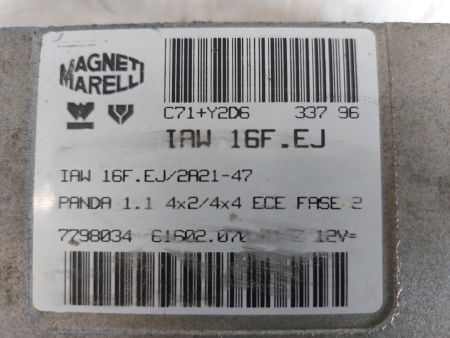 MAGNETI
MARELLI
C71+Y2D6 337 96
IAW 16F.EJ
IAW 16F.EJ/2A21-47
PANDA 1.1 4x2/4x4 ECE FASE 2
7798034 61602.070 12V=